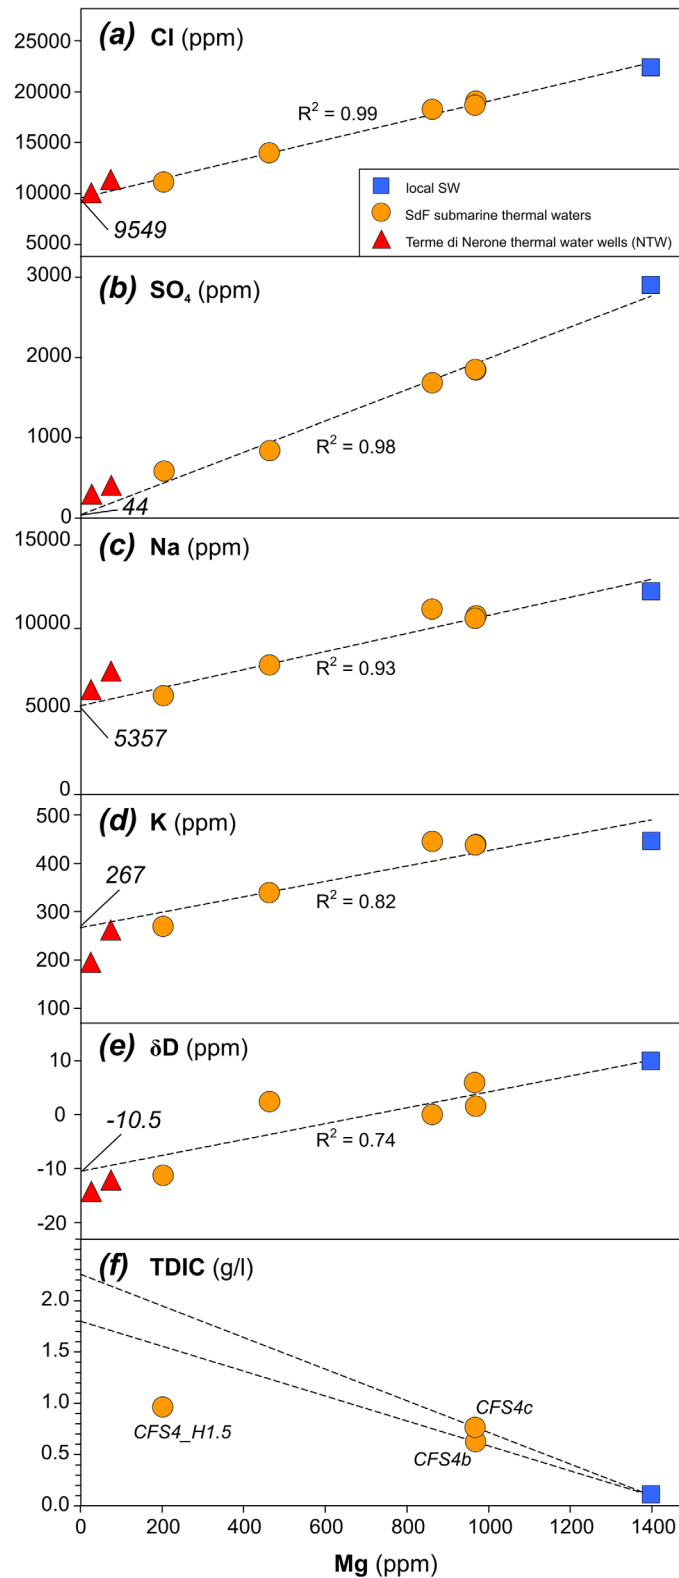 (a) Cl (ppm)
25000
20000
15000
10000
5000
R² = 0.99
9549
local SW
SdF submarine thermal waters
Terme di Nerone thermal water wells (NTW)
(b) SO₄ (ppm)
3000
2000
1000
0
R² = 0.98
44
(c) Na (ppm)
15000
10000
5000
0
R² = 0.93
5357
(d) K (ppm)
500
400
300
200
100
267
R² = 0.82
(e) δD (ppm)
10
0
-10
-20
-10.5
R² = 0.74
(f) TDIC (g/l)
2.0
1.5
1.0
0.5
0.0
CFS4_H1.5
CFS4c
CFS4b
0 200 400 600 800 1000 1200 1400
Mg (ppm)